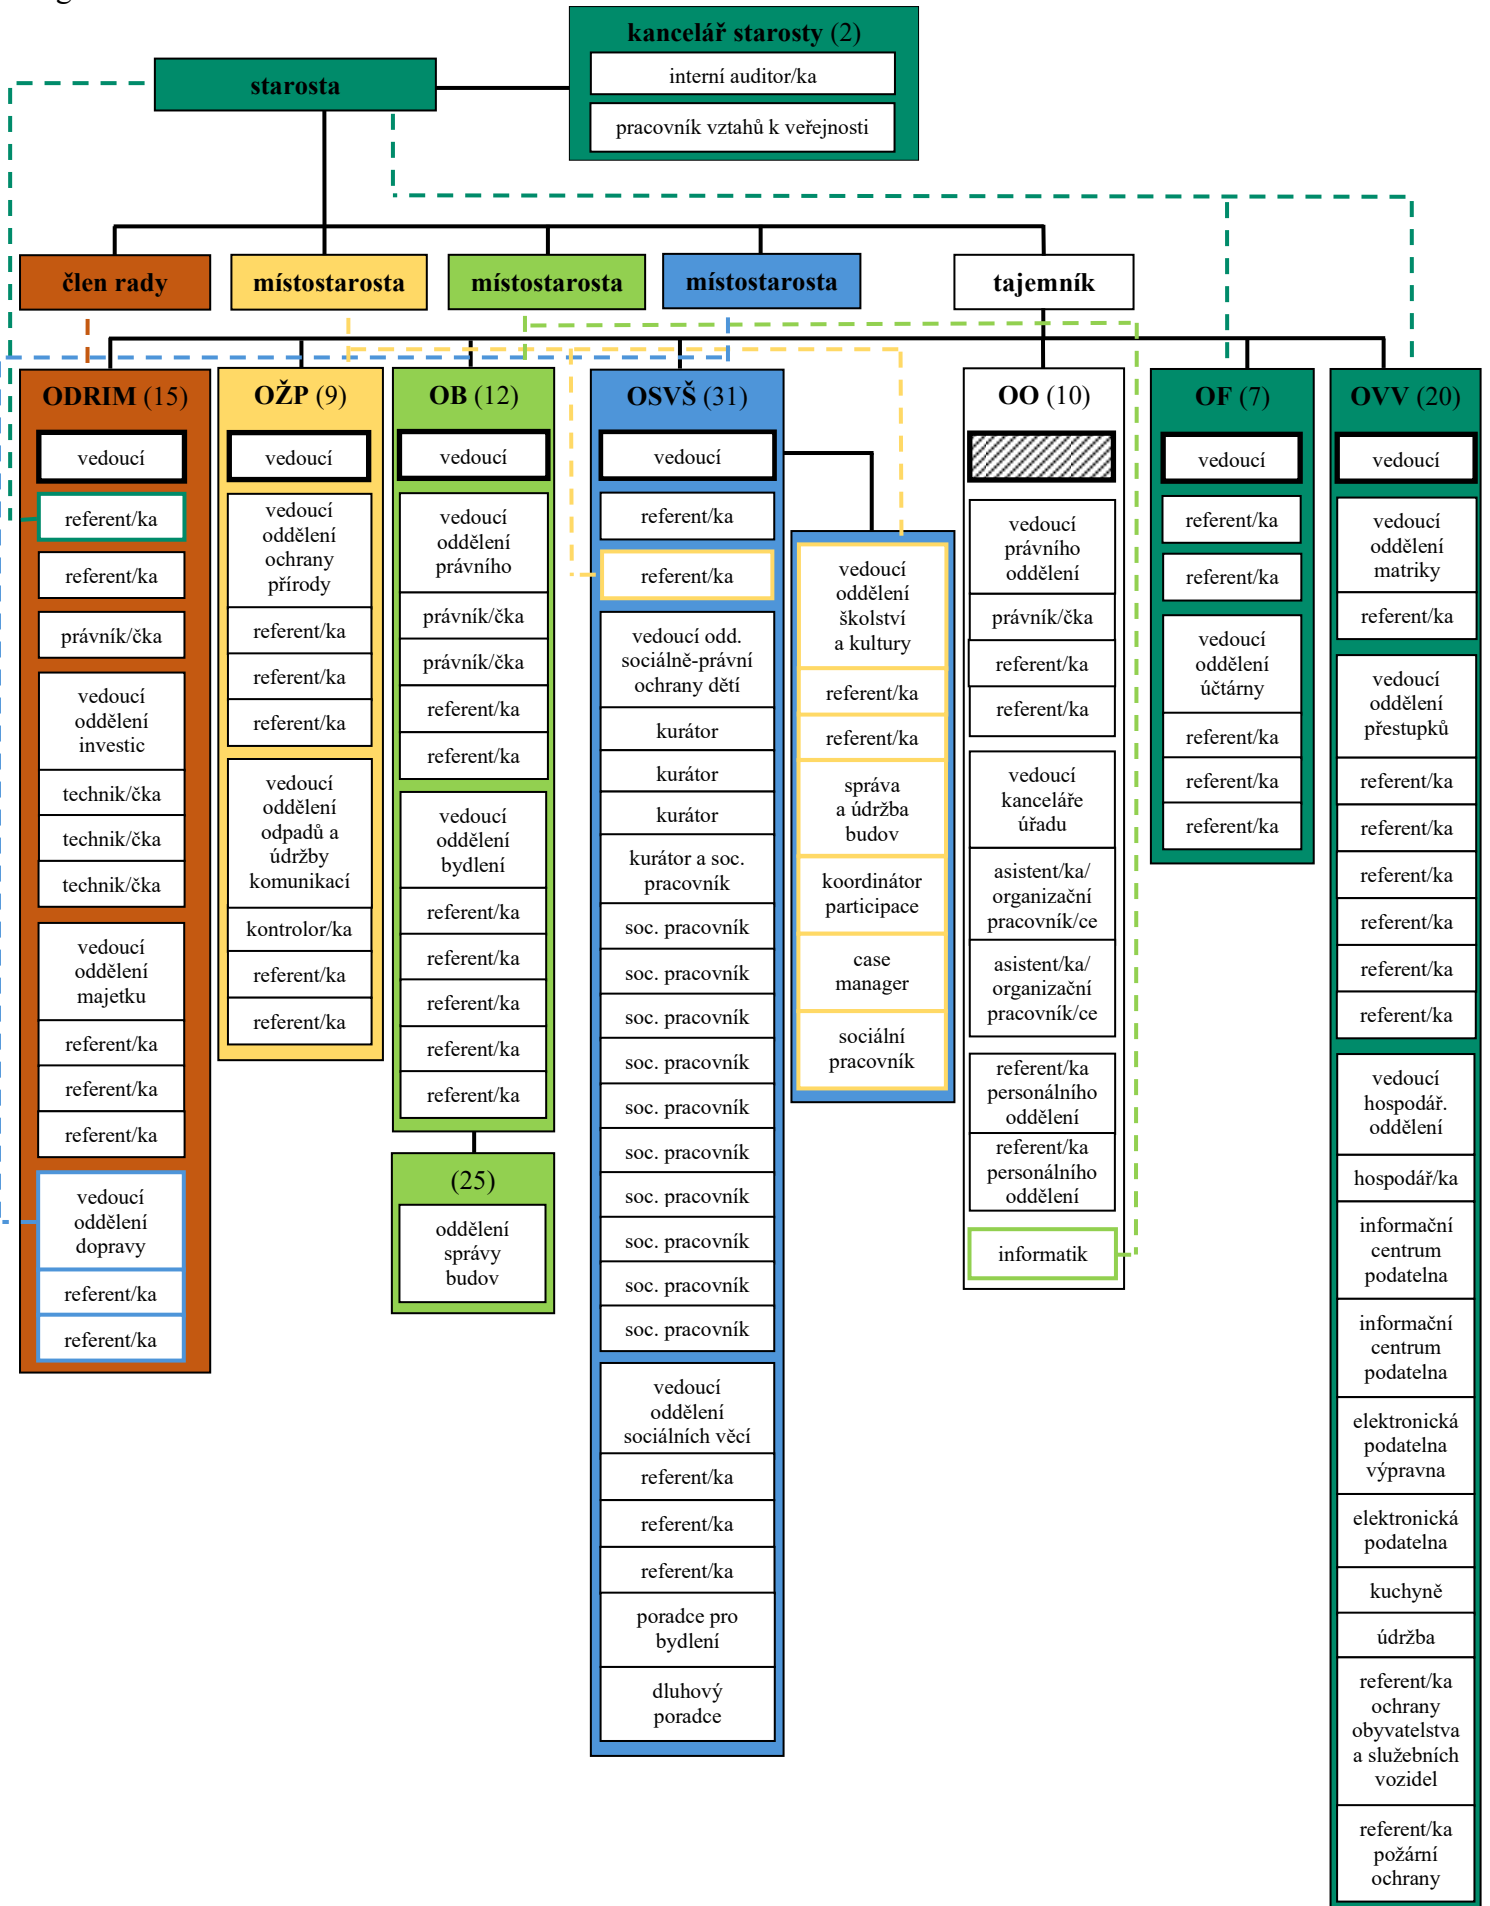 kancelář starosty (2)
interní auditor/ka
pracovník vztahů k veřejnosti
starosta
člen rady
místostarosta
místostarosta
místostarosta
tajemník
ODRIM (15)
vedoucí
referent/ka
referent/ka
právník/čka
vedoucí
oddělení
investic
technik/čka
technik/čka
technik/čka
vedoucí
oddělení
majetku
referent/ka
referent/ka
referent/ka
vedoucí
oddělení
dopravy
referent/ka
referent/ka
OŽP (9)
vedoucí
vedoucí
oddělení
ochrany
přírody
referent/ka
referent/ka
referent/ka
vedoucí
oddělení
odpadů a
údržby
komunikací
kontrolor/ka
referent/ka
referent/ka
OB (12)
vedoucí
vedoucí
oddělení
právního
právník/čka
právník/čka
referent/ka
referent/ka
vedoucí
oddělení
bydlení
referent/ka
referent/ka
referent/ka
referent/ka
referent/ka
(25)
oddělení
správy
budov
OSVŠ (31)
vedoucí
referent/ka
referent/ka
vedoucí odd.
sociálně-právní
ochrany dětí
kurátor
kurátor
kurátor
kurátor a soc.
pracovník
soc. pracovník
soc. pracovník
soc. pracovník
soc. pracovník
soc. pracovník
soc. pracovník
soc. pracovník
soc. pracovník
soc. pracovník
soc. pracovník
vedoucí
oddělení
sociálních věcí
referent/ka
referent/ka
referent/ka
poradce pro
bydlení
dluhový
poradce
vedoucí
oddělení
školství
a kultury
referent/ka
referent/ka
správa
a údržba
budov
koordinátor
participace
case
manager
sociální
pracovník
OO (10)
vedoucí
právního
oddělení
právník/čka
referent/ka
referent/ka
vedoucí
kanceláře
úřadu
asistent/ka/
organizační
pracovník/ce
asistent/ka/
organizační
pracovník/ce
referent/ka
personálního
oddělení
referent/ka
personálního
oddělení
informatik
OF (7)
vedoucí
referent/ka
referent/ka
vedoucí
oddělení
účtárny
referent/ka
referent/ka
referent/ka
OVV (20)
vedoucí
vedoucí
oddělení
matriky
referent/ka
vedoucí
oddělení
přestupků
referent/ka
referent/ka
referent/ka
referent/ka
referent/ka
referent/ka
vedoucí
hospodář.
oddělení
hospodář/ka
informační
centrum
podatelna
informační
centrum
podatelna
elektronická
podatelna
výpravna
elektronická
podatelna
kuchyně
údržba
referent/ka
ochrany
obyvatelstva
a služebních
vozidel
referent/ka
požární
ochrany